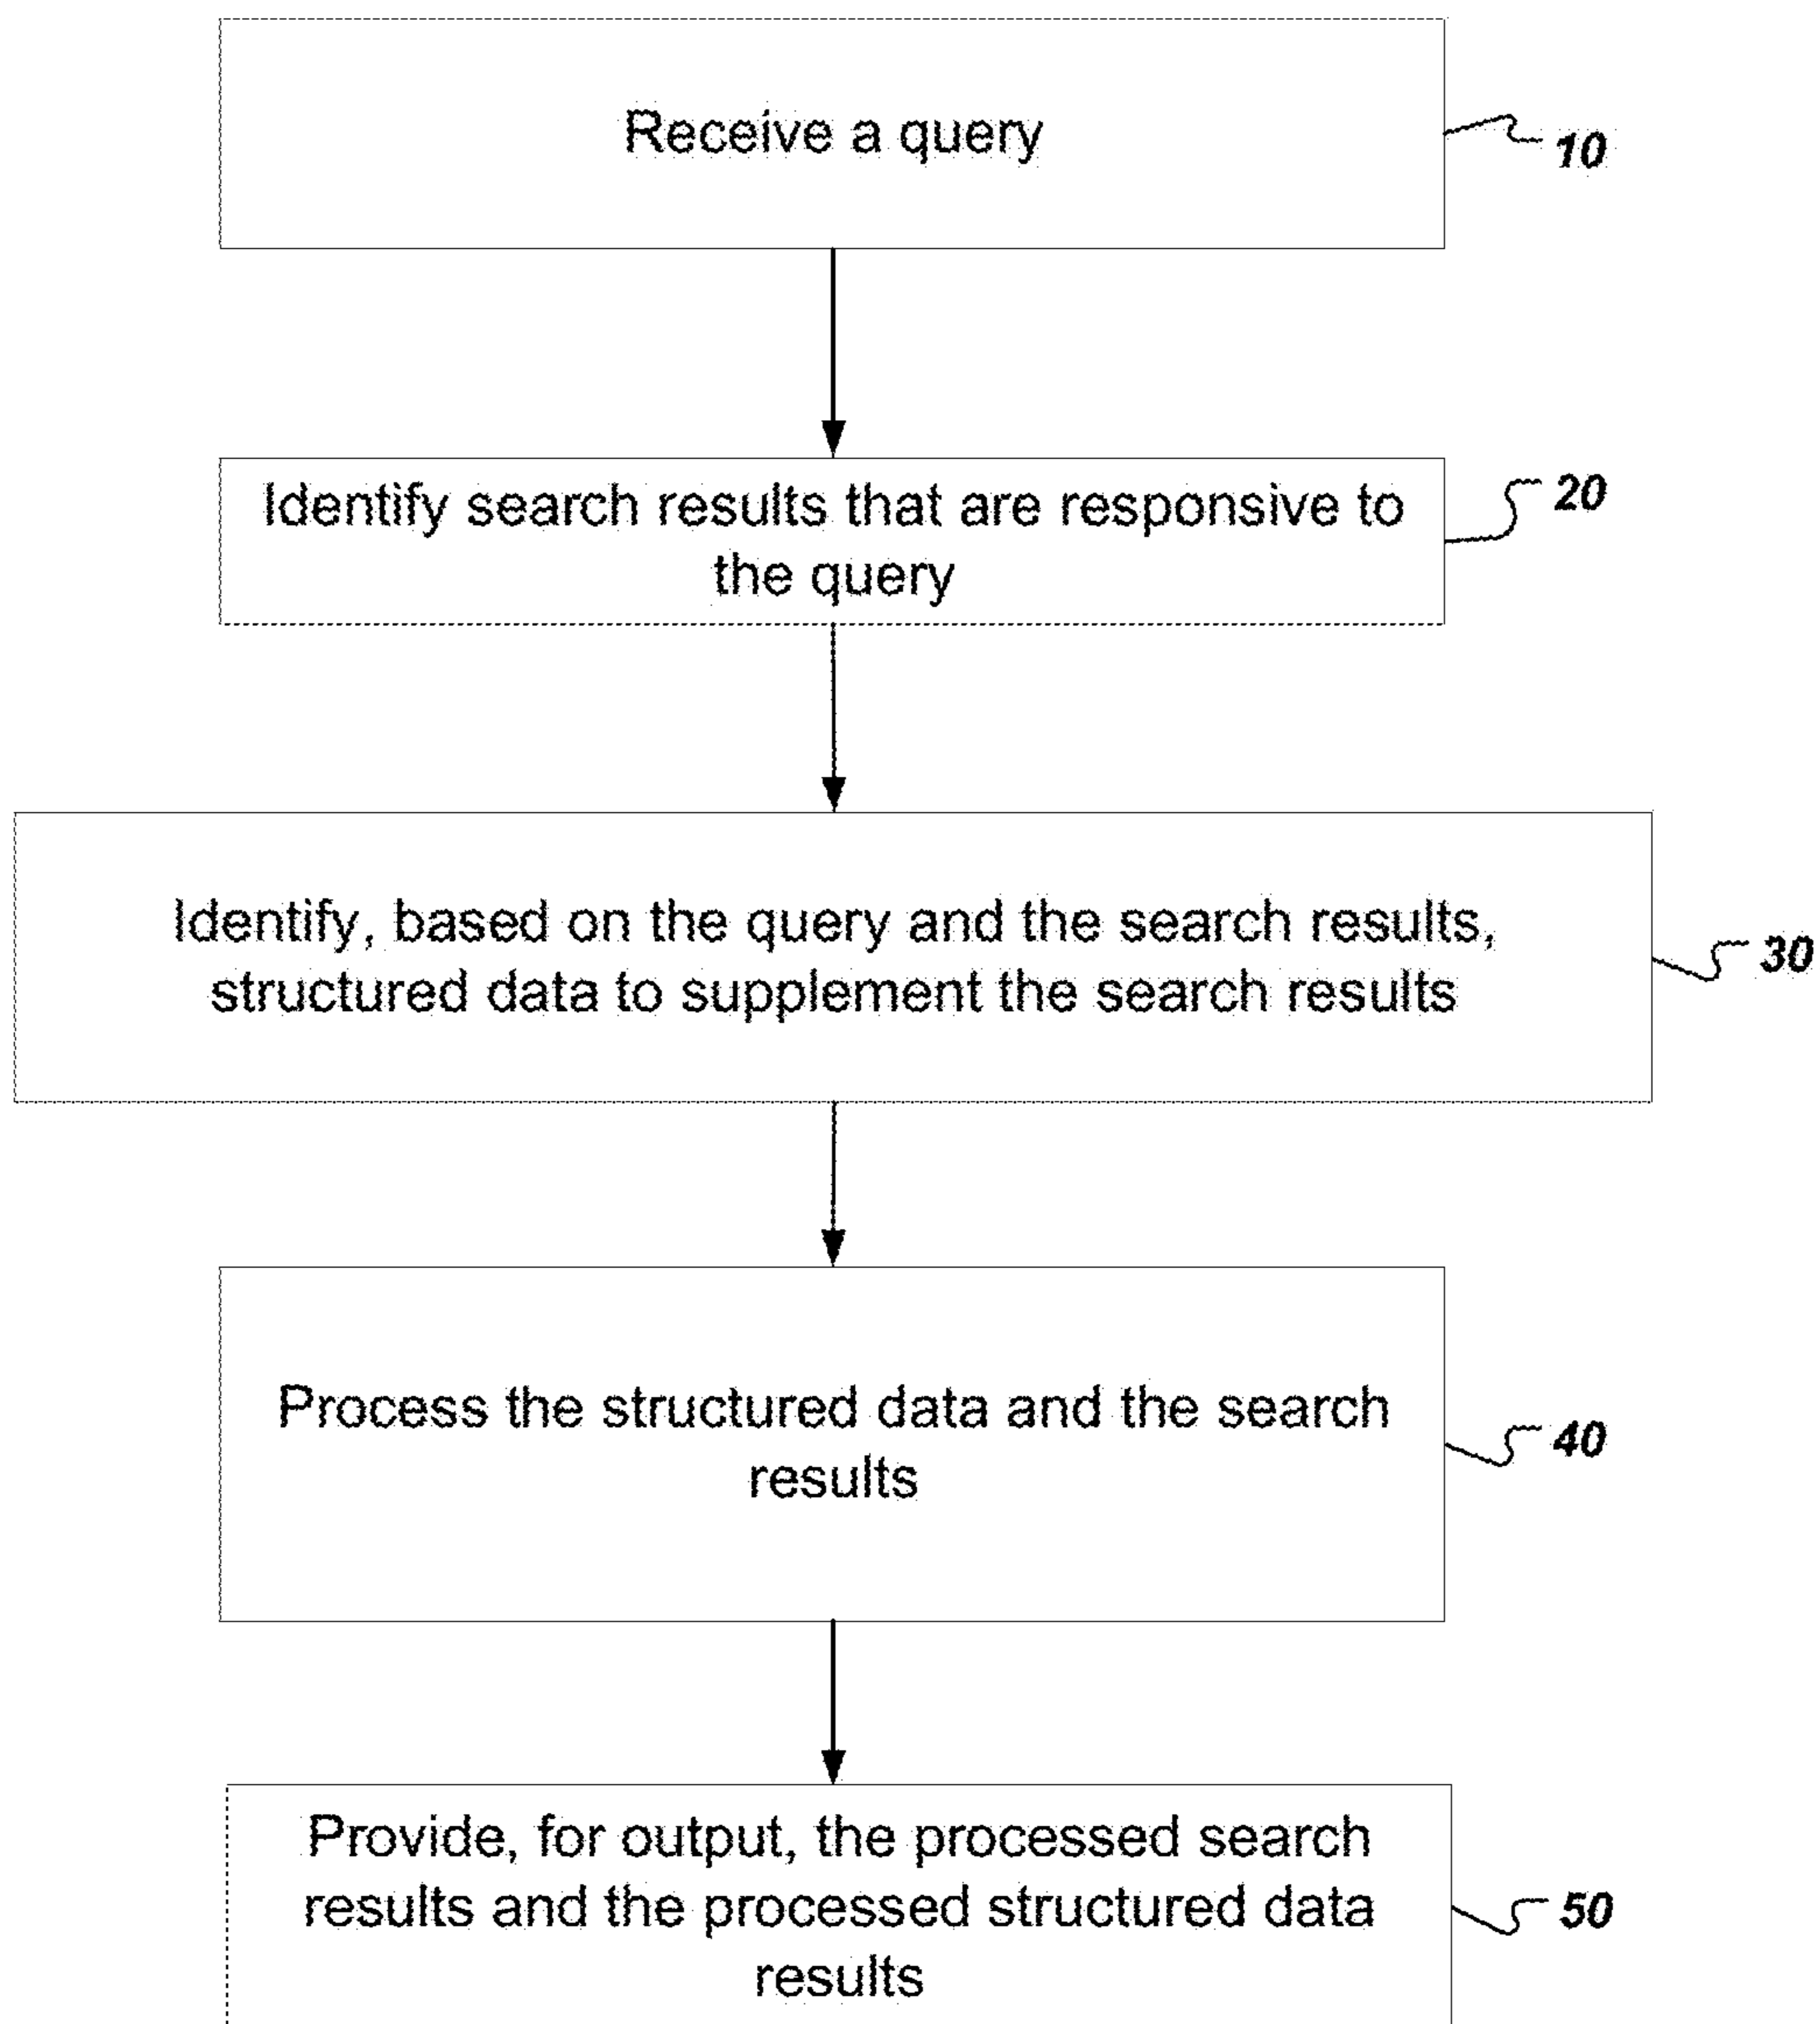 Receive a query
10
Identify search results that are responsive to
the query
20
Identify, based on the query and the search results,
structured data to supplement the search results
30
Process the structured data and the search
results
40
Provide, for output, the processed search
results and the processed structured data
results
50